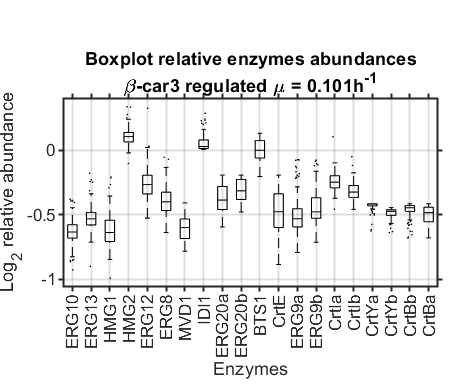 Boxplot relative enzymes abundances
β-car3 regulated μ = 0.101h⁻¹
Log₂ relative abundance
0
-0.5
-1
ERG10 ERG13 HMG1 HMG2 ERG12 ERG8 MVD1 IDI1 ERG20a ERG20b BTS1 CrtE ERG9a ERG9b CrtIa CrtIb CrtYa CrtYb CrtBb CrtBa
Enzymes